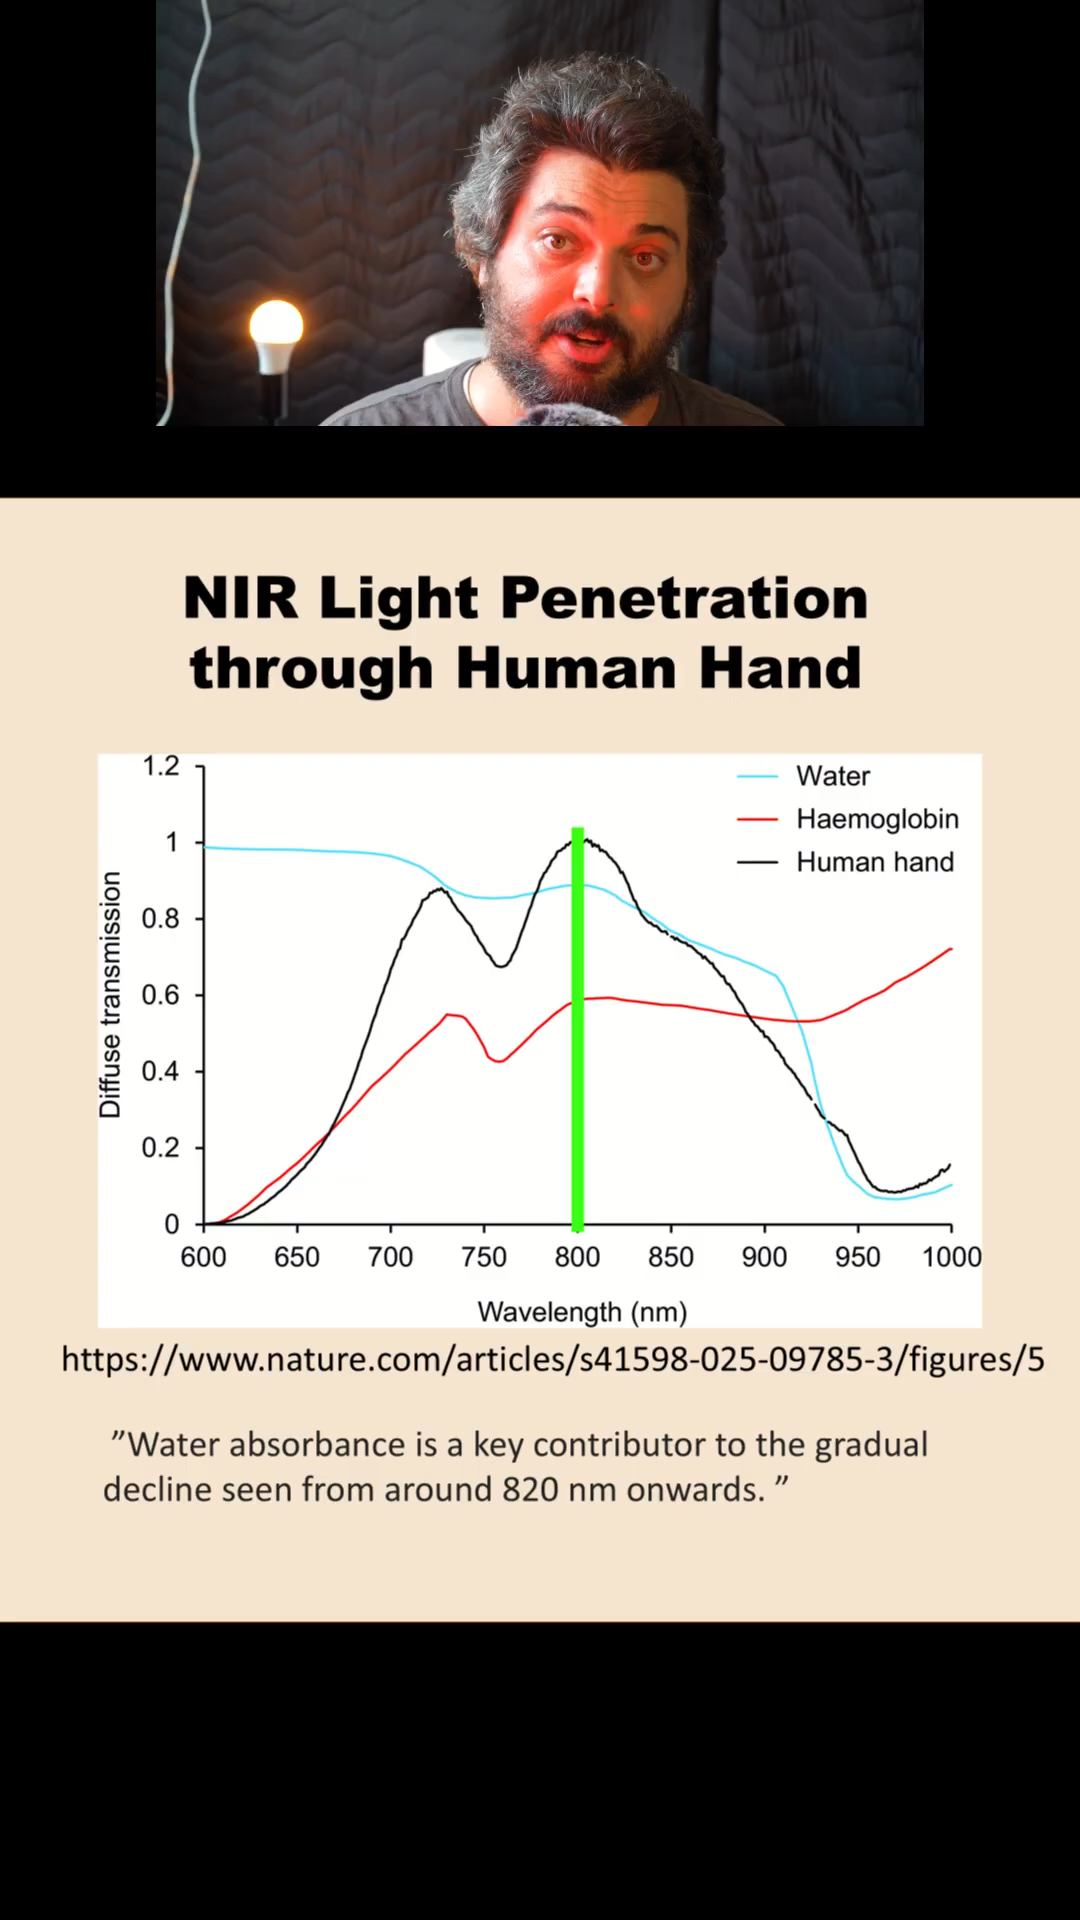 NIR Light Penetration
through Human Hand
1.2
1
0.8
0.6
0.4
0.2
0
Diffuse transmission
Water
Haemoglobin
Human hand
600 650 700 750 800 850 900 950 1000
Wavelength (nm)
https://www.nature.com/articles/s41598-025-09785-3/figures/5
”Water absorbance is a key contributor to the gradual
decline seen from around 820 nm onwards. ”